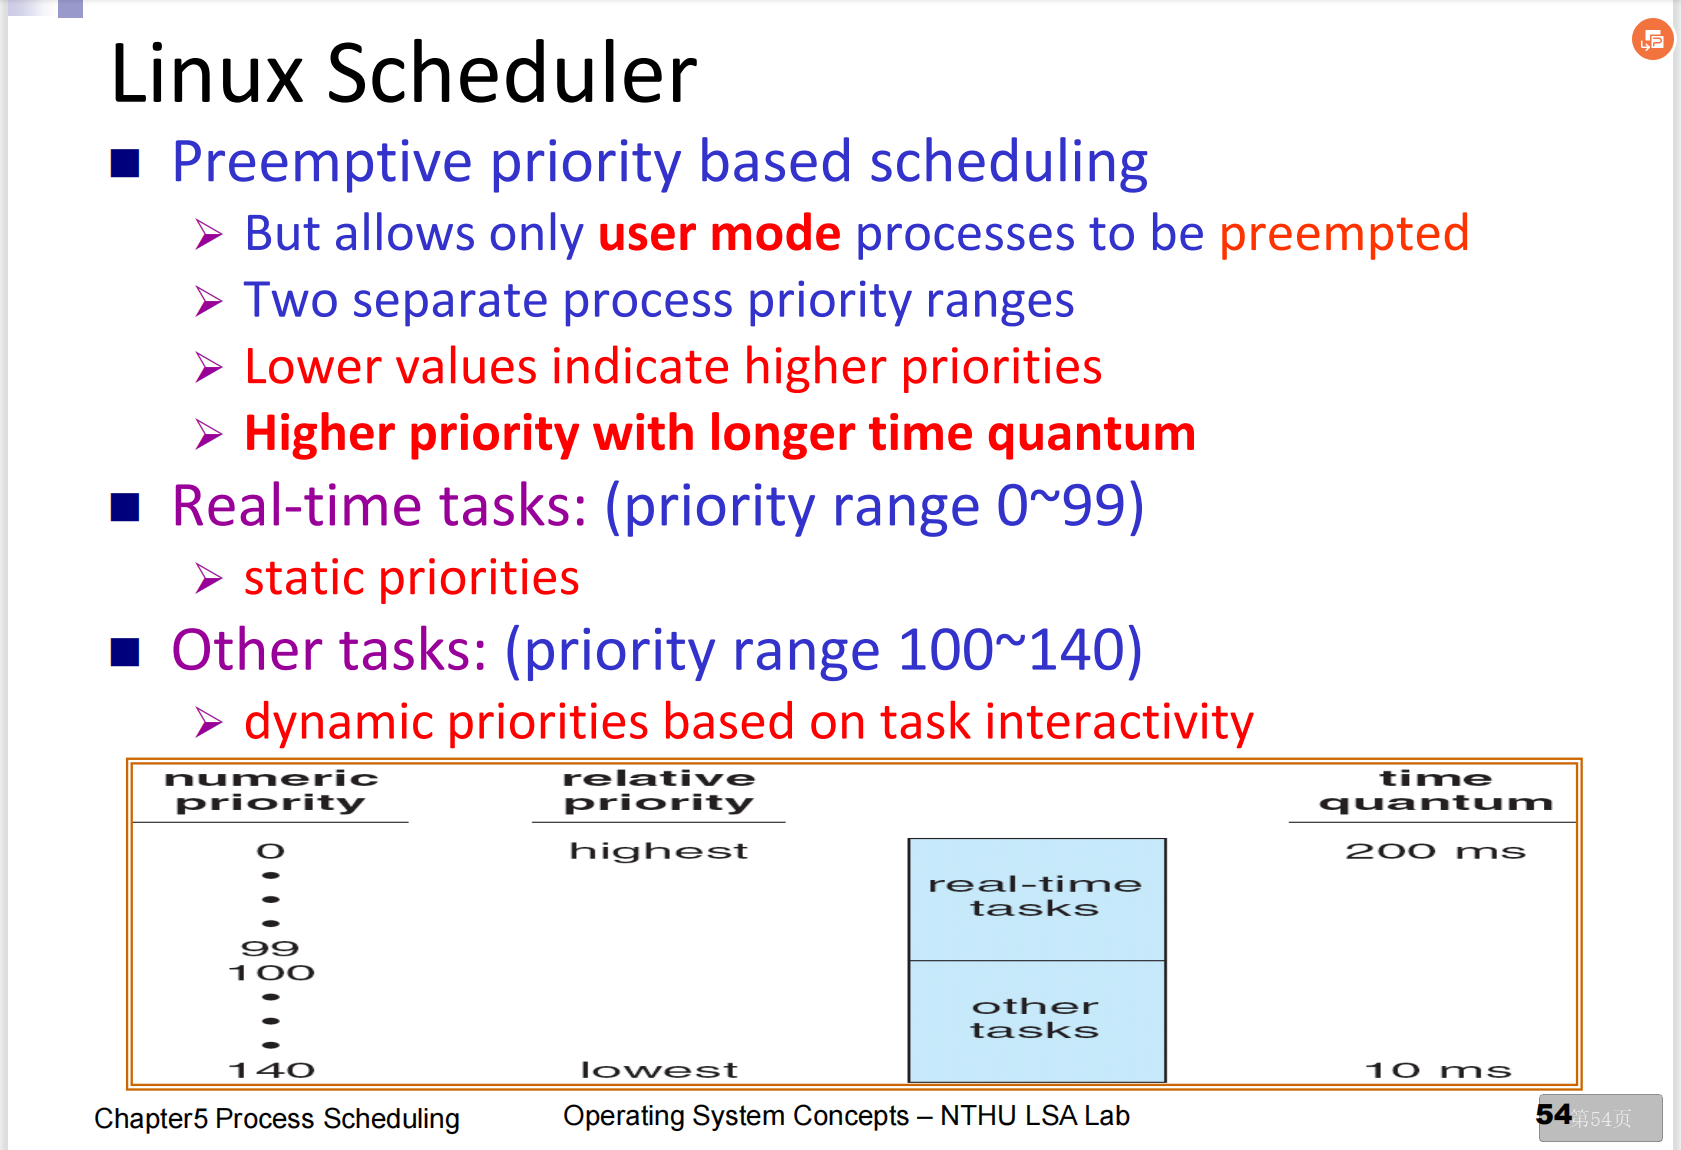 Linux Scheduler
Preemptive priority based scheduling
But allows only user mode processes to be preempted
Two separate process priority ranges
Lower values indicate higher priorities
Higher priority with longer time quantum
Real-time tasks: (priority range 0~99)
static priorities
Other tasks: (priority range 100~140)
dynamic priorities based on task interactivity
numeric priority
relative priority
time quantum
0
highest
200 ms
real-time tasks
99
100
other tasks
140
lowest
10 ms
Chapter5 Process Scheduling
Operating System Concepts – NTHU LSA Lab
54
第54页